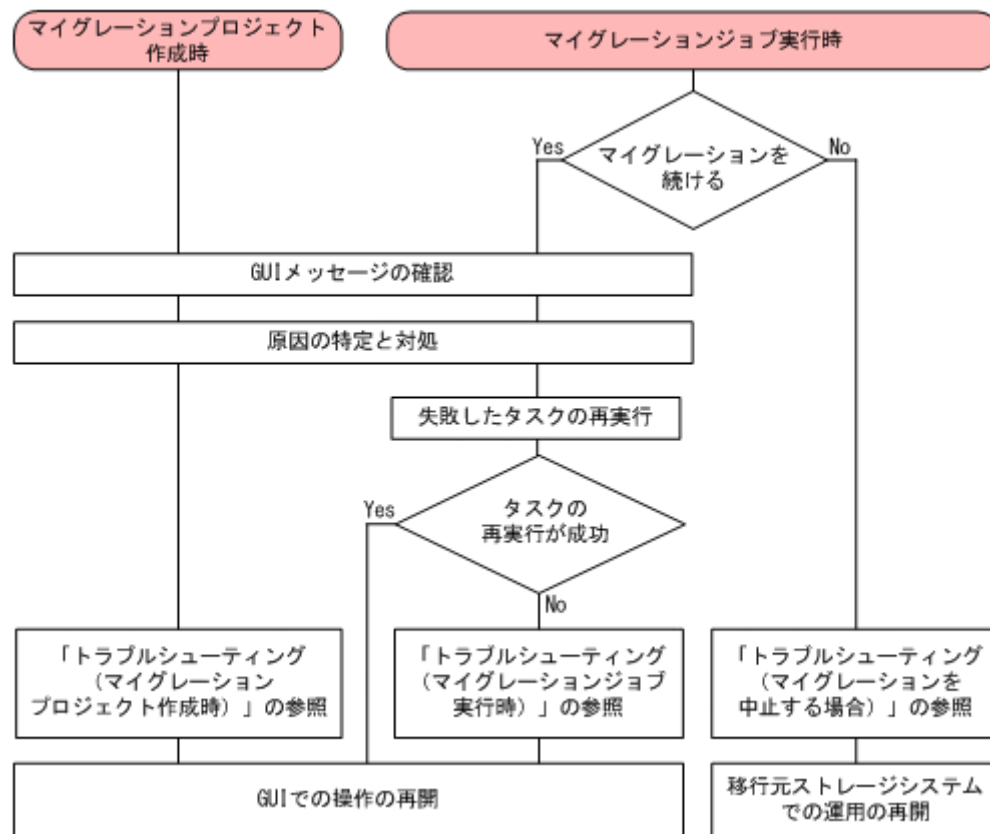 マイグレーションプロジェクト
作成時
マイグレーションジョブ実行時
マイグレーションを
続ける
Yes
No
GUIメッセージの確認
原因の特定と対処
失敗したタスクの再実行
タスクの
再実行が成功
Yes
No
「トラブルシューティング
（マイグレーション
プロジェクト作成時）」の参照
「トラブルシューティング
（マイグレーションジョブ
実行時）」の参照
「トラブルシューティング
（マイグレーションを
中止する場合）」の参照
GUIでの操作の再開
移行元ストレージシステム
での運用の再開